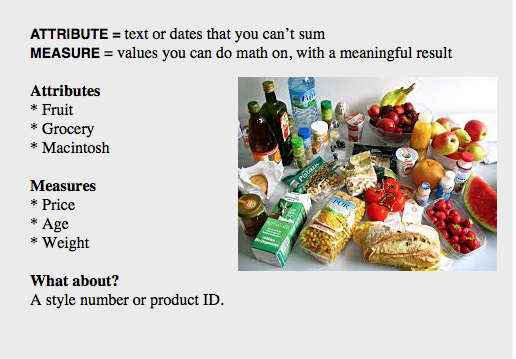 ATTRIBUTE = text or dates that you can’t sum
MEASURE = values you can do math on, with a meaningful result
Attributes
* Fruit
* Grocery
* Macintosh
Measures
* Price
* Age
* Weight
What about?
A style number or product ID.